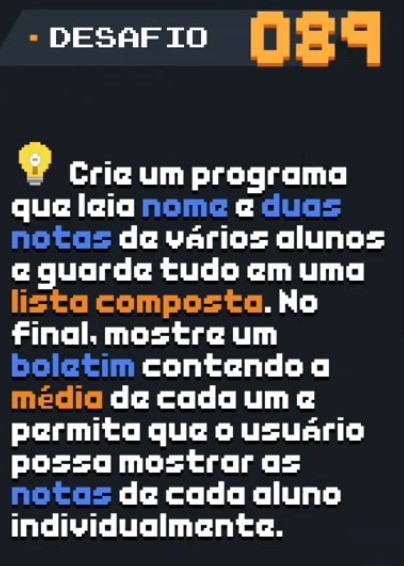 · DESAFIO 089
Crie um programa
que leia nome e duas
notas de vários alunos
e guarde tudo em uma
lista composta. No
final, mostre um
boletim contendo a
média de cada um e
permita que o usuário
possa mostrar as
notas de cada aluno
individualmente.